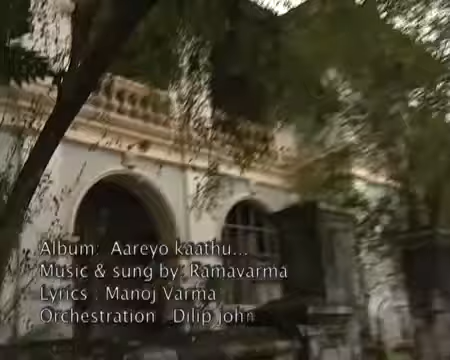 Album: Aareyo kaathu...
Music & sung by: Ramavarma
Lyrics : Manoj Varma
Orchestration : Dilip john